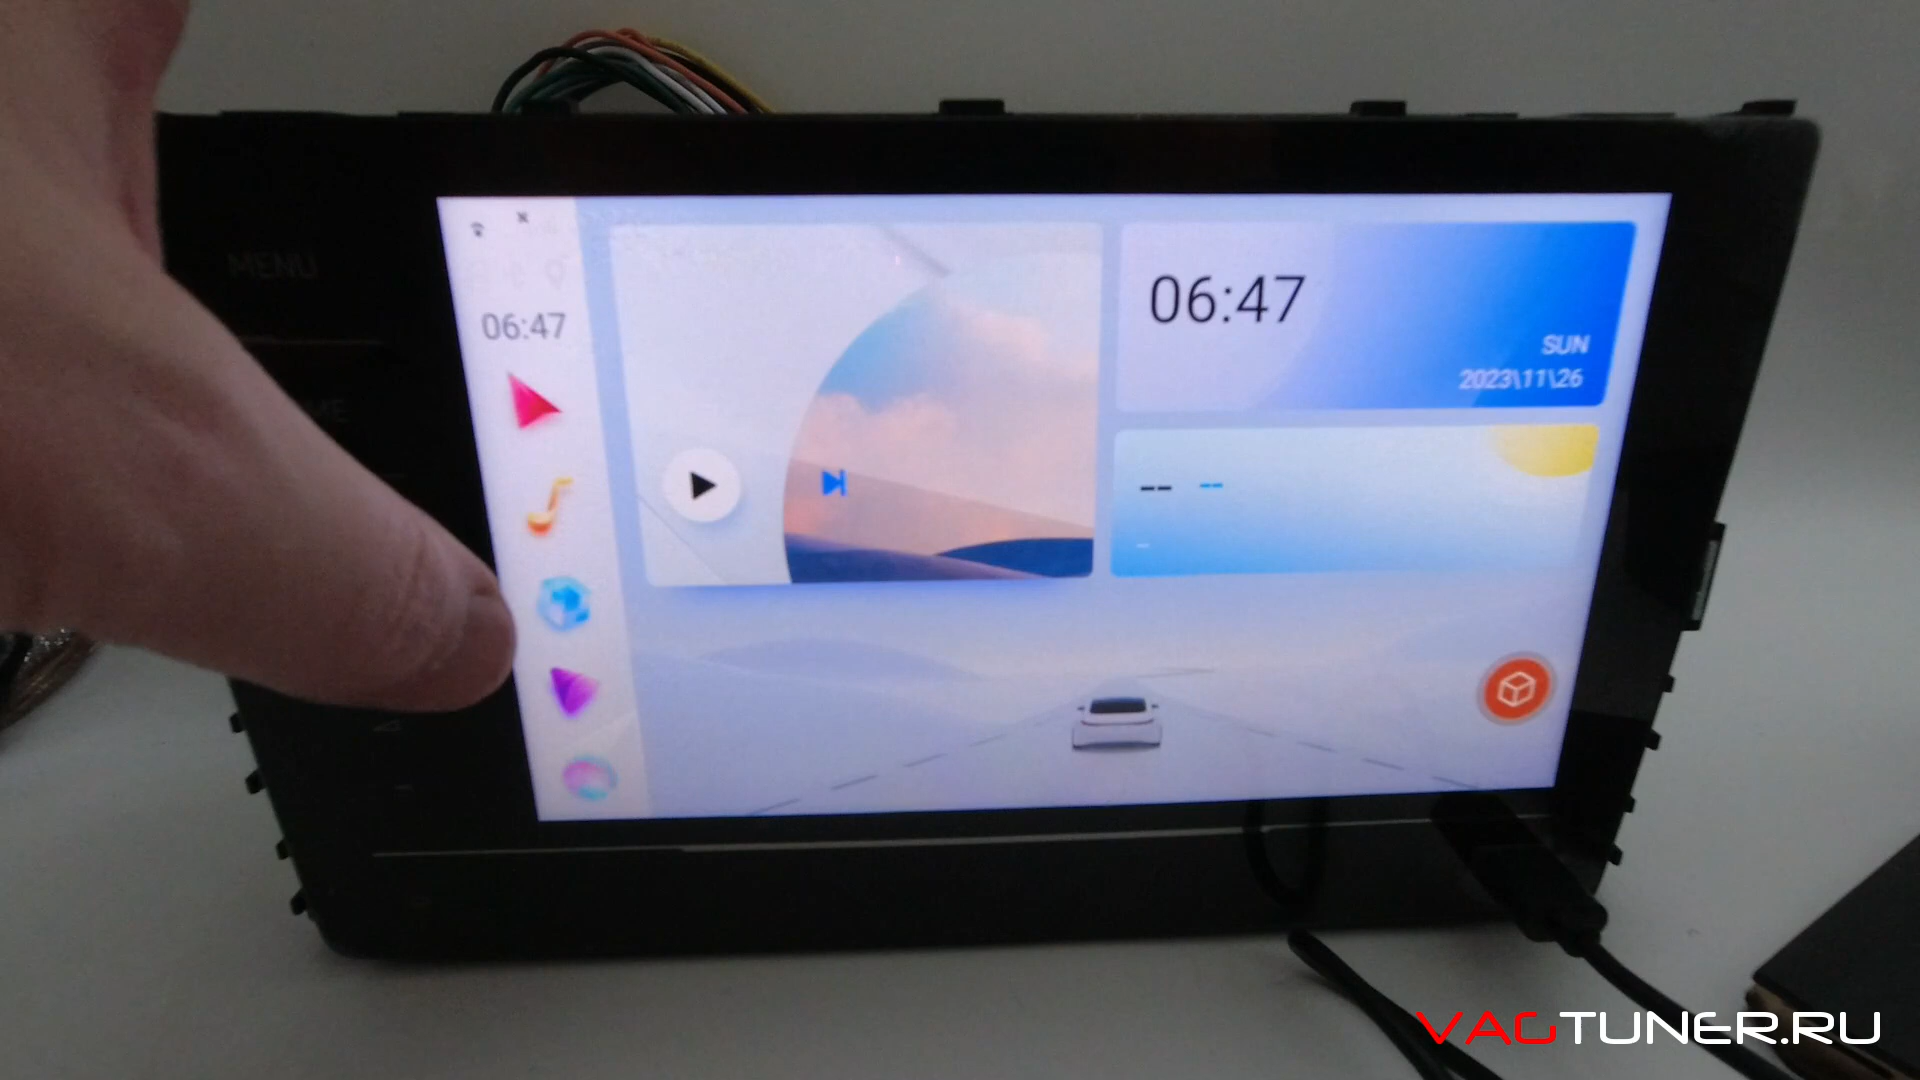 MENU
06:47
06:47
SUN
2023\11\26
-- --
-
VAGTUNER.RU